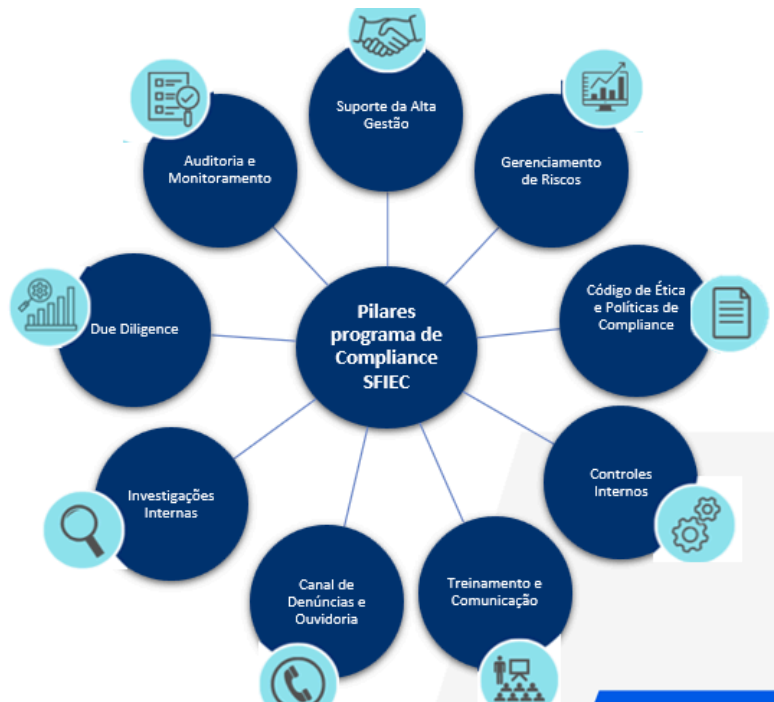 Suporte da Alta
Gestão
Gerenciamento
de Riscos
Código de Ética
e Políticas de
Compliance
Controles
Internos
Treinamento e
Comunicação
Canal de
Denúncias e
Ouvidoria
Investigações
Internas
Due Diligence
Auditoria e
Monitoramento
Pilares
programa de
Compliance
SFIEC